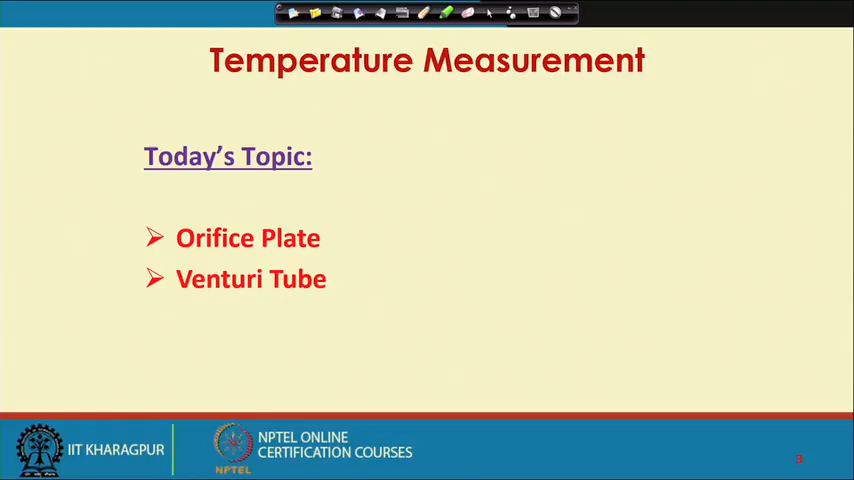 Temperature Measurement
Today's Topic:
Orifice Plate
Venturi Tube
IIT KHARAGPUR
NPTEL
NPTEL ONLINE
CERTIFICATION COURSES
3